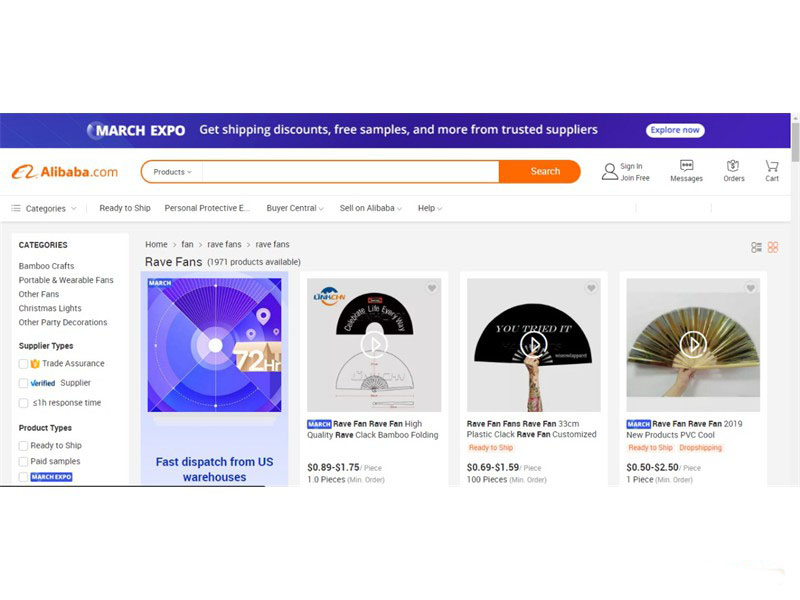 MARCH EXPO Get shipping discounts, free samples, and more from trusted suppliers Explore now
Alibaba.com Products Search Sign In
Join Free Messages Orders Cart
Categories Ready to Ship Personal Protective E... Buyer Central Sell on Alibaba Help
CATEGORIES
Bamboo Crafts
Portable & Wearable Fans
Other Fans
Christmas Lights
Other Party Decorations
Supplier Types
Trade Assurance
Verified Supplier
≤1h response time
Product Types
Ready to Ship
Paid samples
MARCH EXPO
Home > fan > rave fans > rave fans
Rave Fans (1971 products available)
MARCH
72Hr
Fast dispatch from US
warehouses
LINKCHN
Celebrate Life Every Way
MARCH Rave Fan Rave Fan High
Quality Rave Clack Bamboo Folding
$0.89-$1.75/ Piece
1.0 Pieces (Min. Order)
YOU TRIED IT
Rave Fan Fans Rave Fan 33cm
Plastic Clack Rave Fan Customized
Ready to Ship
$0.69-$1.59/ Piece
100 Pieces (Min. Order)
MARCH Rave Fan Rave Fan 2019
New Products PVC Cool
Ready to Ship Dropshipping
$0.50-$2.50/ Piece
1 Piece (Min. Order)